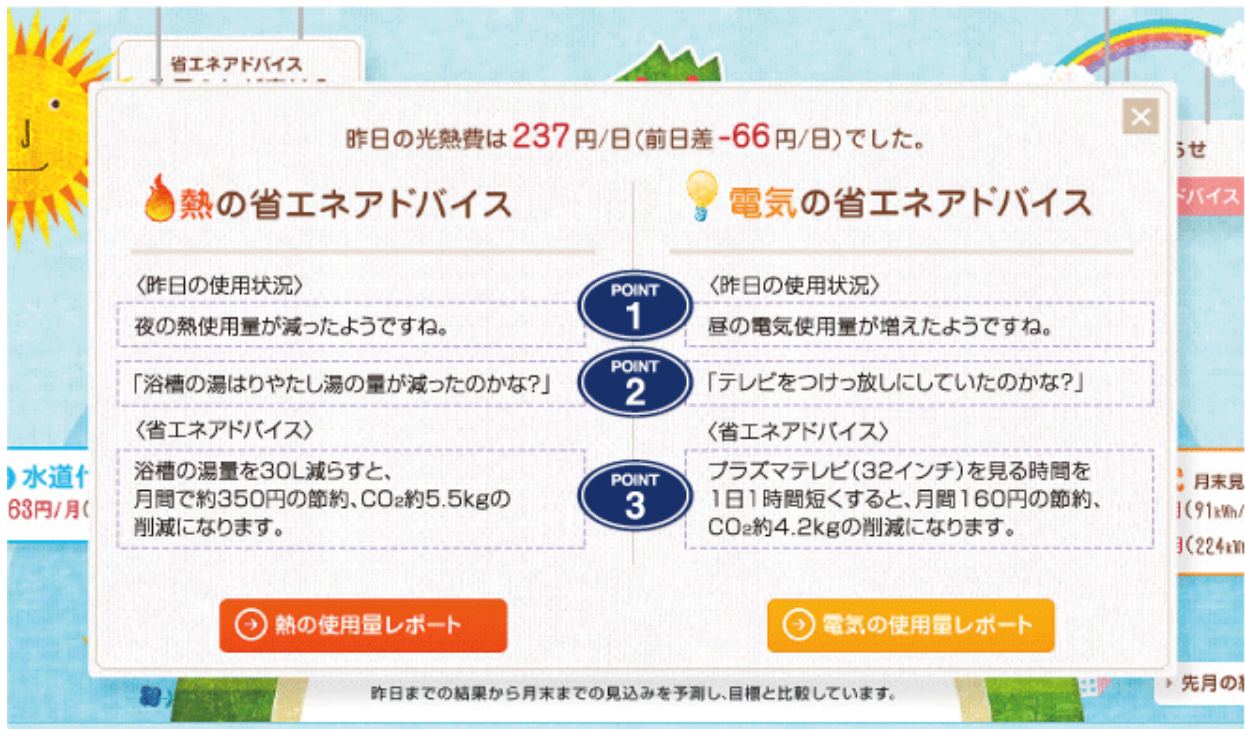 省エネアドバイス
昨日の光熱費は237円/日(前日差-66円/日)でした。
熱の省エネアドバイス
〈昨日の使用状況〉
夜の熱使用量が減ったようですね。
「浴槽の湯はりやたし湯の量が減ったのかな?」
〈省エネアドバイス〉
浴槽の湯量を30L減らすと、
月間で約350円の節約、CO₂約5.5kgの
削減になります。
熱の使用量レポート
POINT
1
POINT
2
POINT
3
電気の省エネアドバイス
〈昨日の使用状況〉
昼の電気使用量が増えたようですね。
「テレビをつけっ放しにしていたのかな?」
〈省エネアドバイス〉
プラズマテレビ(32インチ)を見る時間を
1日1時間短くすると、月間160円の節約、
CO₂約4.2kgの削減になります。
電気の使用量レポート
らせ
ドバイス
水道
63円/月(
月末見
(91kWh/
(224kW
昨日までの結果から月末までの見込みを予測し、目標と比較しています。
先月の